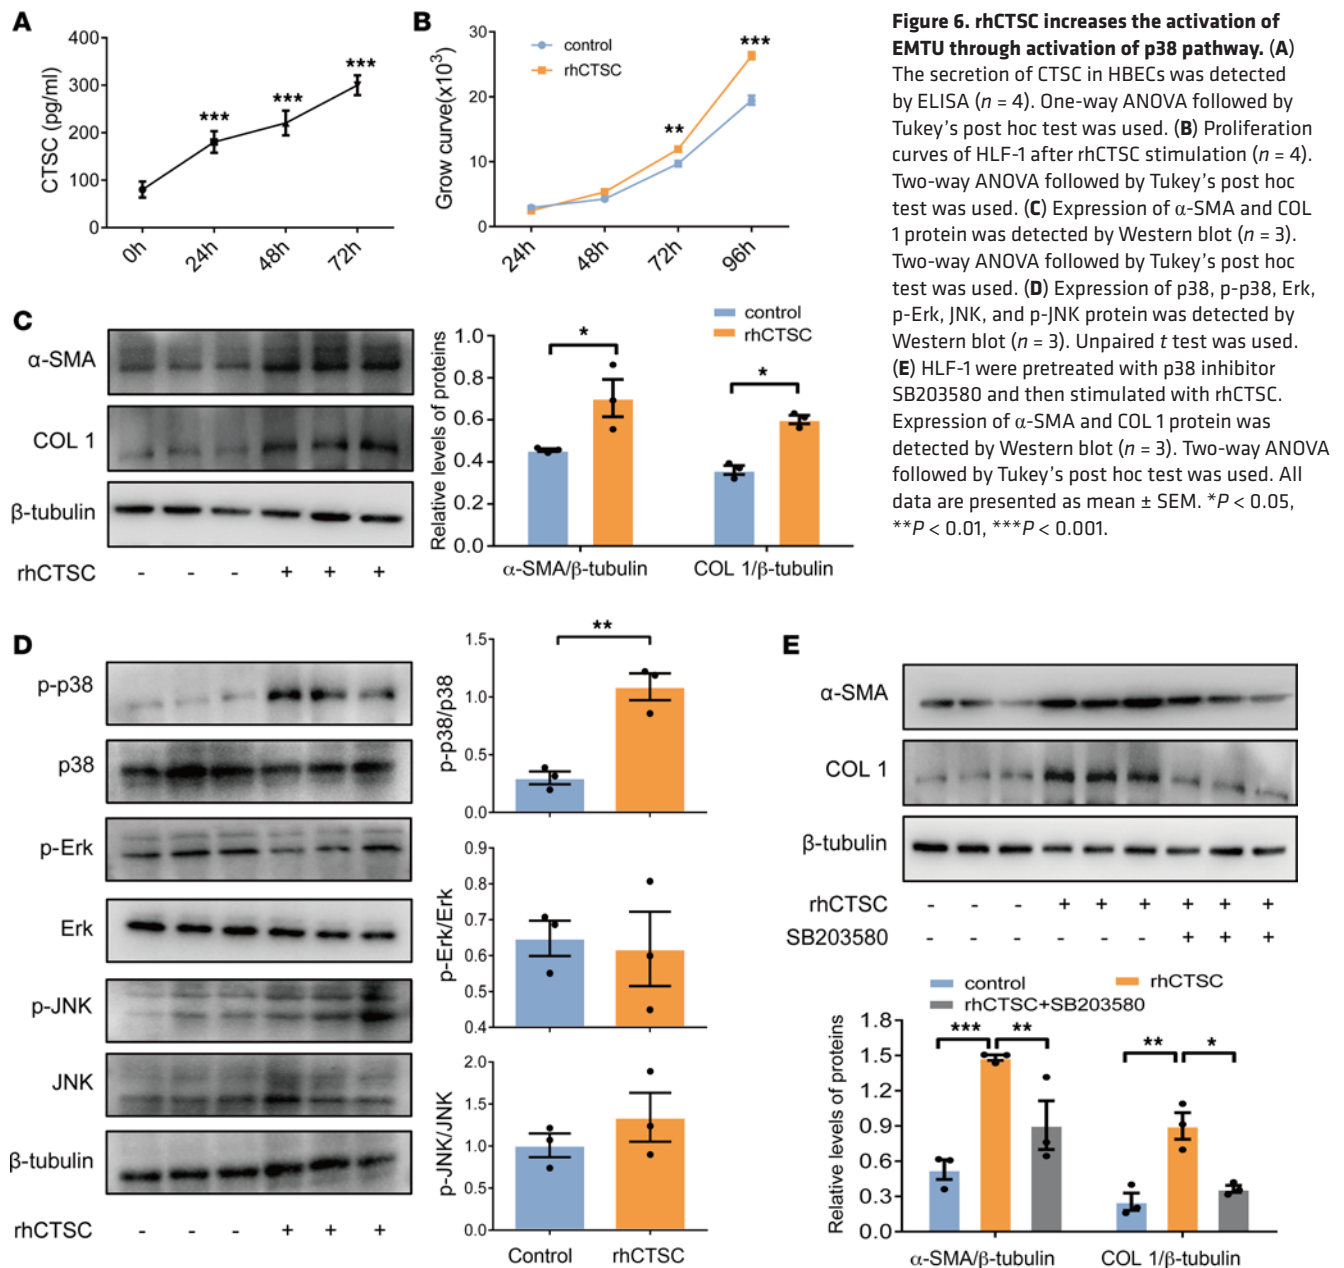 A
CTSC (pg/ml)
400
300
200
100
0
***
***
***
0h
24h
48h
72h
B
Grow curve(x10³)
30
20
10
0
control
rhCTSC
**
***
24h
48h
72h
96h
Figure 6. rhCTSC increases the activation of
EMTU through activation of p38 pathway. (A)
The secretion of CTSC in HBECs was detected
by ELISA (n = 4). One-way ANOVA followed by
Tukey's post hoc test was used. (B) Proliferation
curves of HLF-1 after rhCTSC stimulation (n = 4).
Two-way ANOVA followed by Tukey's post hoc
test was used. (C) Expression of α-SMA and COL
1 protein was detected by Western blot (n = 3).
Two-way ANOVA followed by Tukey's post hoc
test was used. (D) Expression of p38, p-p38, Erk,
p-Erk, JNK, and p-JNK protein was detected by
Western blot (n = 3). Unpaired t test was used.
(E) HLF-1 were pretreated with p38 inhibitor
SB203580 and then stimulated with rhCTSC.
Expression of α-SMA and COL 1 protein was
detected by Western blot (n = 3). Two-way ANOVA
followed by Tukey's post hoc test was used. All
data are presented as mean ± SEM. *P < 0.05,
**P < 0.01, ***P < 0.001.
C
α-SMA
COL 1
β-tubulin
rhCTSC - - - + + +
Relative levels of proteins
1.0
0.8
0.6
0.4
0.2
0.0
control
rhCTSC
*
*
α-SMA/β-tubulin COL 1/β-tubulin
D
p-p38
p38
p-Erk
Erk
p-JNK
JNK
β-tubulin
rhCTSC - - - + + +
p-p38/p38
1.5
1.0
0.5
0.0
**
p-Erk/Erk
0.9
0.8
0.7
0.6
0.5
0.4
p-JNK/JNK
2.0
1.5
1.0
0.5
0.0
Control rhCTSC
E
α-SMA
COL 1
β-tubulin
rhCTSC - - - + + + + + +
SB203580 - - - - - - + + +
control
rhCTSC
rhCTSC+SB203580
Relative levels of proteins
1.8
1.5
1.2
0.9
0.6
0.3
0.0
*** **
** *
α-SMA/β-tubulin COL 1/β-tubulin